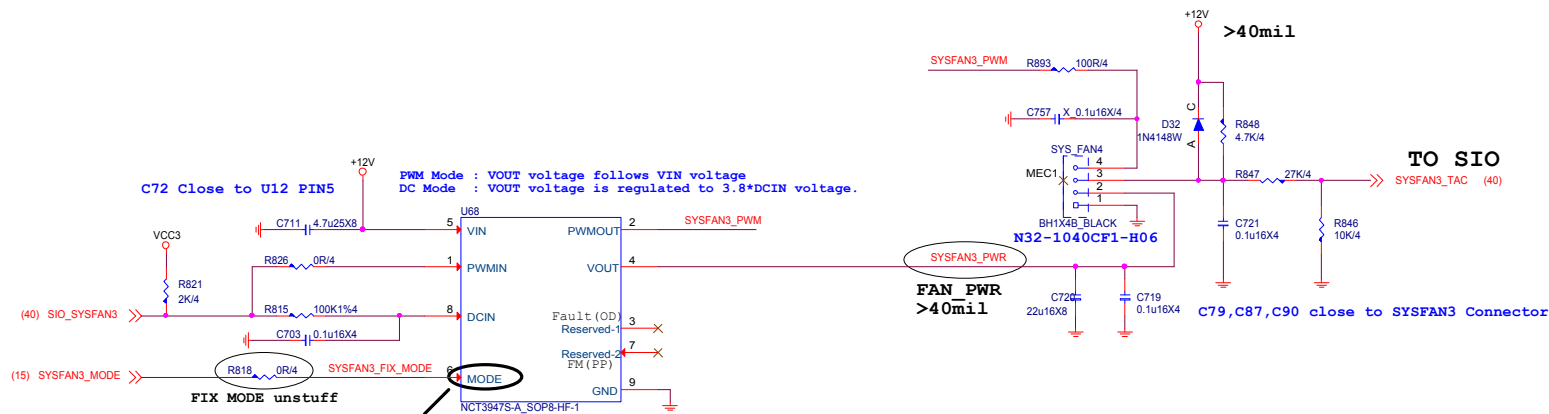 +12V
>40mil
SYSFAN3_PWM
R893
100R/4
C757
X_0.1u16X/4
D32
1N4148W
C
A
R848
4.7K/4
SYS_FAN4
MEC1
4
3
2
1
BH1X4B_BLACK
N32-1040CF1-H06
TO SIO
R847
27K/4
SYSFAN3_TAC
(40)
C721
0.1u16X4
R846
10K/4
C72 Close to U12 PIN5
+12V
PWM Mode : VOUT voltage follows VIN voltage
DC Mode : VOUT voltage is regulated to 3.8*DCIN voltage.
C711
4.7u25X8
U68
5
VIN
PWMOUT
2
SYSFAN3_PWM
VCC3
R821
2K/4
R826
0R/4
1
PWMIN
VOUT
4
SYSFAN3_PWR
FAN_PWR
>40mil
C720
22u16X8
C719
0.1u16X4
C79,C87,C90 close to SYSFAN3 Connector
(40) SIO_SYSFAN3
R815
100K1%4
8
DCIN
Fault(OD)
Reserved-1
3
C703
0.1u16X4
Reserved-2
7
FM(PP)
(15) SYSFAN3_MODE
R818
0R/4
SYSFAN3_FIX_MODE
6
MODE
FIX MODE unstuff
GND
9
NCT3947S-A_SOP8-HF-1